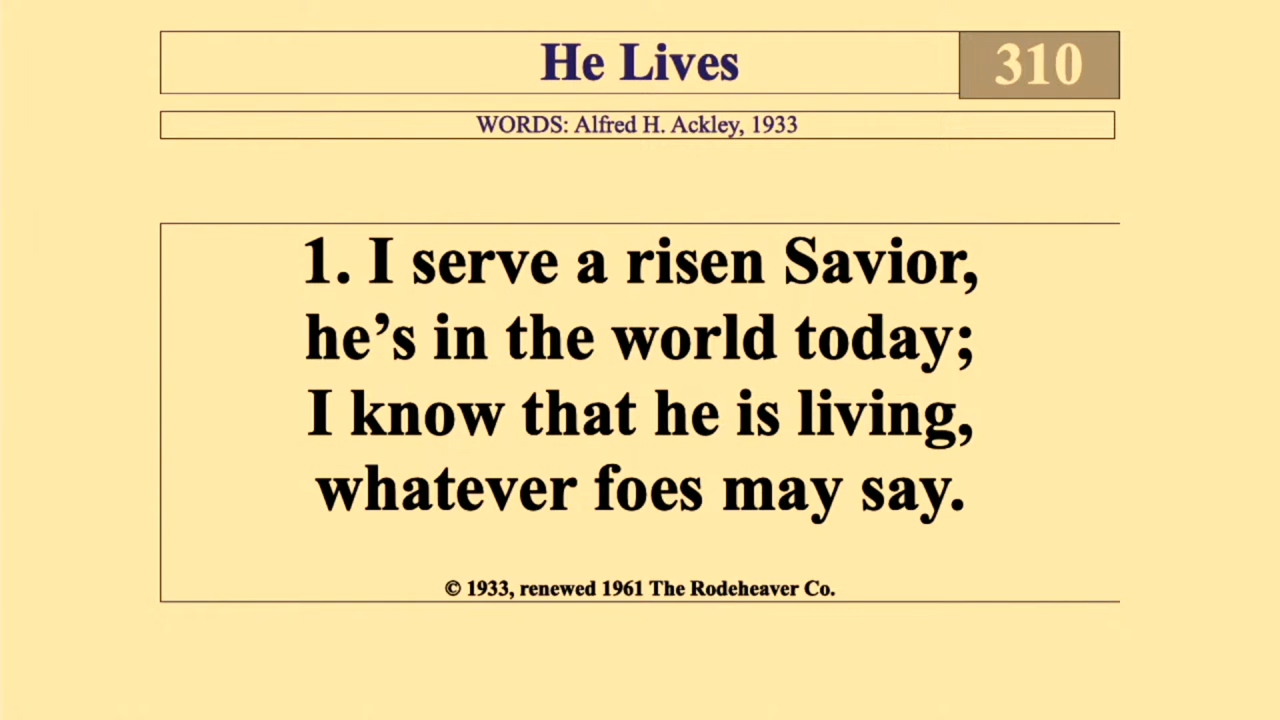 He Lives
310
WORDS: Alfred H. Ackley, 1933
1. I serve a risen Savior,
he’s in the world today;
I know that he is living,
whatever foes may say.
© 1933, renewed 1961 The Rodeheaver Co.